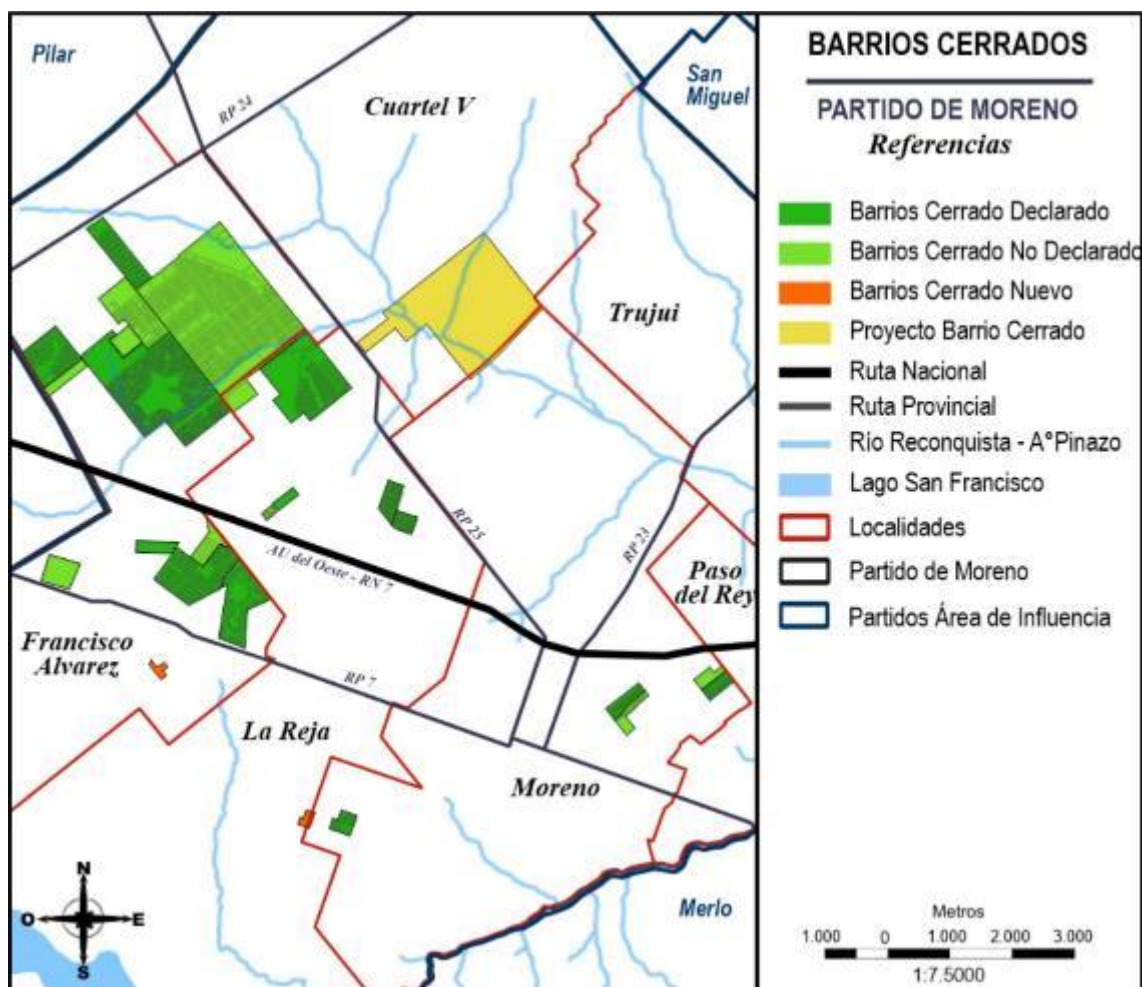 Pilar
Cuartel V
San
Miguel
RP 24
Trujui
RP 25
RP 23
AU del Oeste - RN 7
Paso
del Rey
Francisco
Alvarez
RP 7
La Reja
Moreno
Merlo
N
O
E
S
BARRIOS CERRADOS
PARTIDO DE MORENO
Referencias
Barrios Cerrado Declarado
Barrios Cerrado No Declarado
Barrios Cerrado Nuevo
Proyecto Barrio Cerrado
Ruta Nacional
Ruta Provincial
Río Reconquista - A°Pinazo
Lago San Francisco
Localidades
Partido de Moreno
Partidos Área de Influencia
Metros
1.000 0 1.000 2.000 3.000
1:7.5000